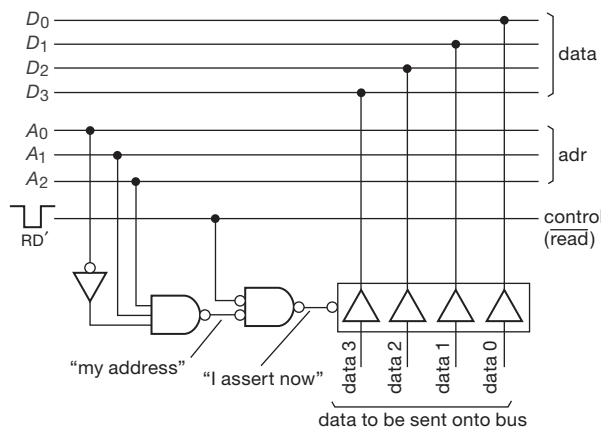 D0
D1
D2
D3
data
A0
A1
A2
adr
RD′
control
(read)
"my address"
"I assert now"
data 3
data 2
data 1
data 0
data to be sent onto bus